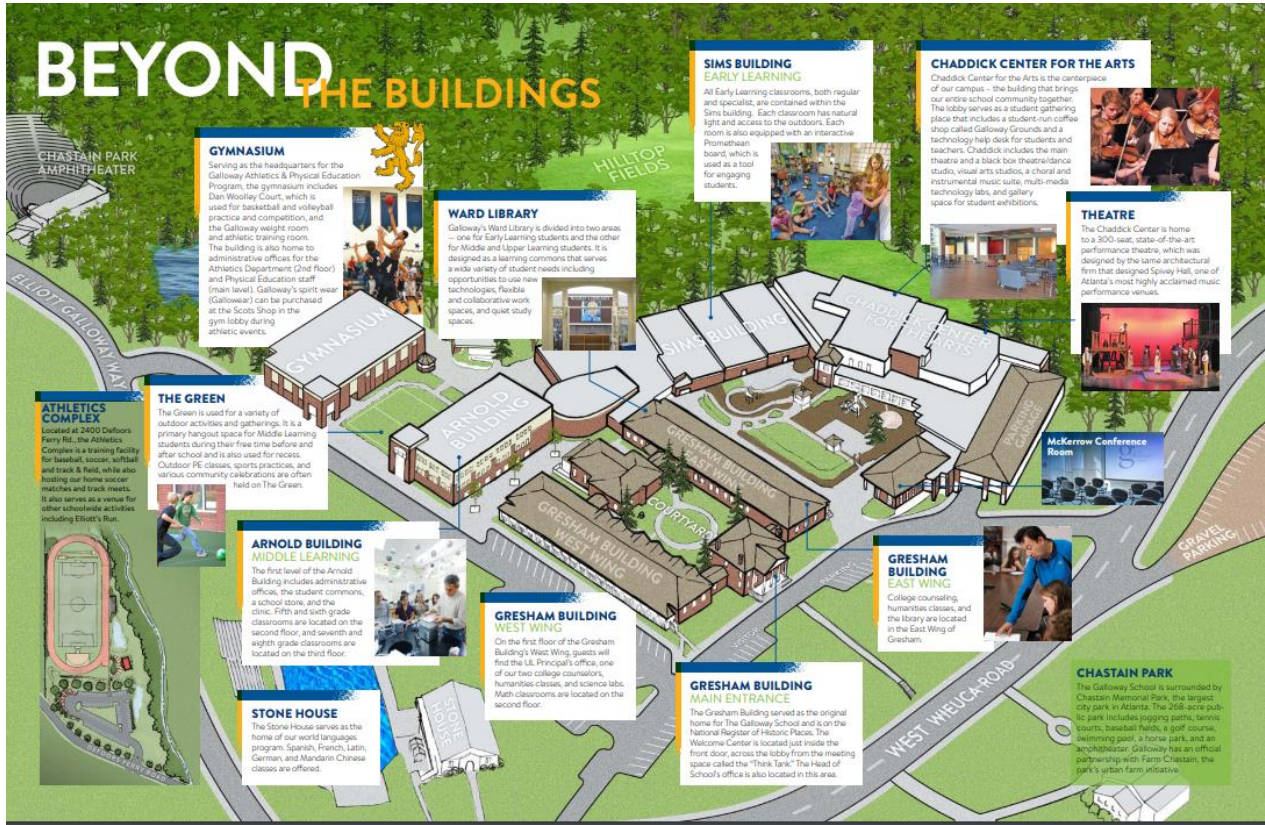 BEYOND
THE BUILDINGS
CHASTAIN PARK
AMPHITEATER
HILLTOP
FIELDS
ELLIOTT GALLOWAY
GYMNASIUM
Serving as the headquarters for the
Galloway Athletics & Physical Education
Program, the gymnasium includes
Dan Woolley Court, which is
used for basketball and volleyball
practice and competition, and
the Galloway weight room
and athletic training room.
The building is also home to
administrative offices for the
Athletics Department (2nd floor)
and Physical Education staff
(main level). Galloway's spirit wear
(Gallowear) can be purchased
at the Scots Shop in the
gym lobby during
athletic events.
WARD LIBRARY
Galloway's Ward Library is divided into two areas
— one for Early Learning students and the other
for Middle and Upper Learning students. It is
designed as a learning commons that serves
a wide variety of student needs including
opportunities to use new
technologies, flexible
and collaborative work
spaces, and quiet study
spaces.
WARD LIBRARY
SIMS BUILDING
EARLY LEARNING
All Early Learning classrooms, both regular
and specialist, are contained within the
Sims building. Each classroom has natural
light and access to the outdoors. Each
room is also equipped with an interactive
Promethean
board, which is
used as a tool
for engaging
students.
CHADDICK CENTER FOR THE ARTS
Chaddick Center for the Arts is the centerpiece
of our campus – the building that brings
our entire school community together.
The lobby serves as a student gathering
place that includes a student-run coffee
shop called Galloway Grounds and a
technology help desk for students and
teachers. Chaddick includes the main
theatre and a black box theatre/dance
studio, visual arts studios, a choral and
instrumental music suite, multi-media
technology labs, and gallery
space for student exhibitions.
THEATRE
The Chaddick Center is home
to a 300-seat, state-of-the-art
performance theatre, which was
designed by the same architectural
firm that designed Spivey Hall, one of
Atlanta's most highly acclaimed music
performance venues.
GYMNASIUM
ARNOLD
BUILDING
SIMS BUILDING
CHADDICK CENTER
FOR THE ARTS
PARKING
GARAGE
GRESHAM BUILDING
GRESHAM BUILDING
WEST WING
COURTYARD
McKerrow Conference
Room
GRAVEL
PARKING
ATHLETICS
COMPLEX
Located at 2400 Defoors
Ferry Rd., the Athletics
Complex is a training facility
for baseball, soccer, softball
and track & field, while also
hosting our home soccer
matches and track meets.
It also serves as a venue for
other schoolwide activities
including Elliott's Run.
DEFOORS FERRY ROAD
THE GREEN
The Green is used for a variety of
outdoor activities and gatherings. It is a
primary hangout space for Middle Learning
students during their free time before and
after school and is also used for recess.
Outdoor PE classes, sports practices, and
various community celebrations are often
held on The Green.
ARNOLD BUILDING
MIDDLE LEARNING
The first level of the Arnold
Building includes administrative
offices, the student commons,
a school store, and the
clinic. Fifth and sixth grade
classrooms are located on the
second floor, and seventh and
eighth grade classrooms are
located on the third floor.
STONE HOUSE
The Stone House serves as the
home of our world languages
program. Spanish, French, Latin,
German, and Mandarin Chinese
classes are offered.
STONE
HOUSE
GRESHAM BUILDING
WEST WING
On the first floor of the Gresham
Building's West Wing, guests will
find the UL Principal's office, one
of our two college counselors,
humanities classes, and science labs.
Math classrooms are located on the
second floor.
GRESHAM BUILDING
MAIN ENTRANCE
The Gresham Building served as the original
home for The Galloway School and is on the
National Register of Historic Places. The
Welcome Center is located just inside the
front door, across the lobby from the meeting
space called the "Think Tank." The Head of
School's office is also located in this area.
GRESHAM
BUILDING
EAST WING
College counseling,
humanities classes, and
the library are located
in the East Wing of
Gresham.
PARKING
WEST WIEUCA ROAD
CHASTAIN PARK
The Galloway School is surrounded by
Chastain Memorial Park, the largest
city park in Atlanta. The 268-acre pub-
lic park includes jogging paths, tennis
courts, baseball fields, a golf course,
swimming pool, a horse park, and an
amphitheater. Galloway has an official
partnership with Farm Chastain, the
park's urban farm initiative